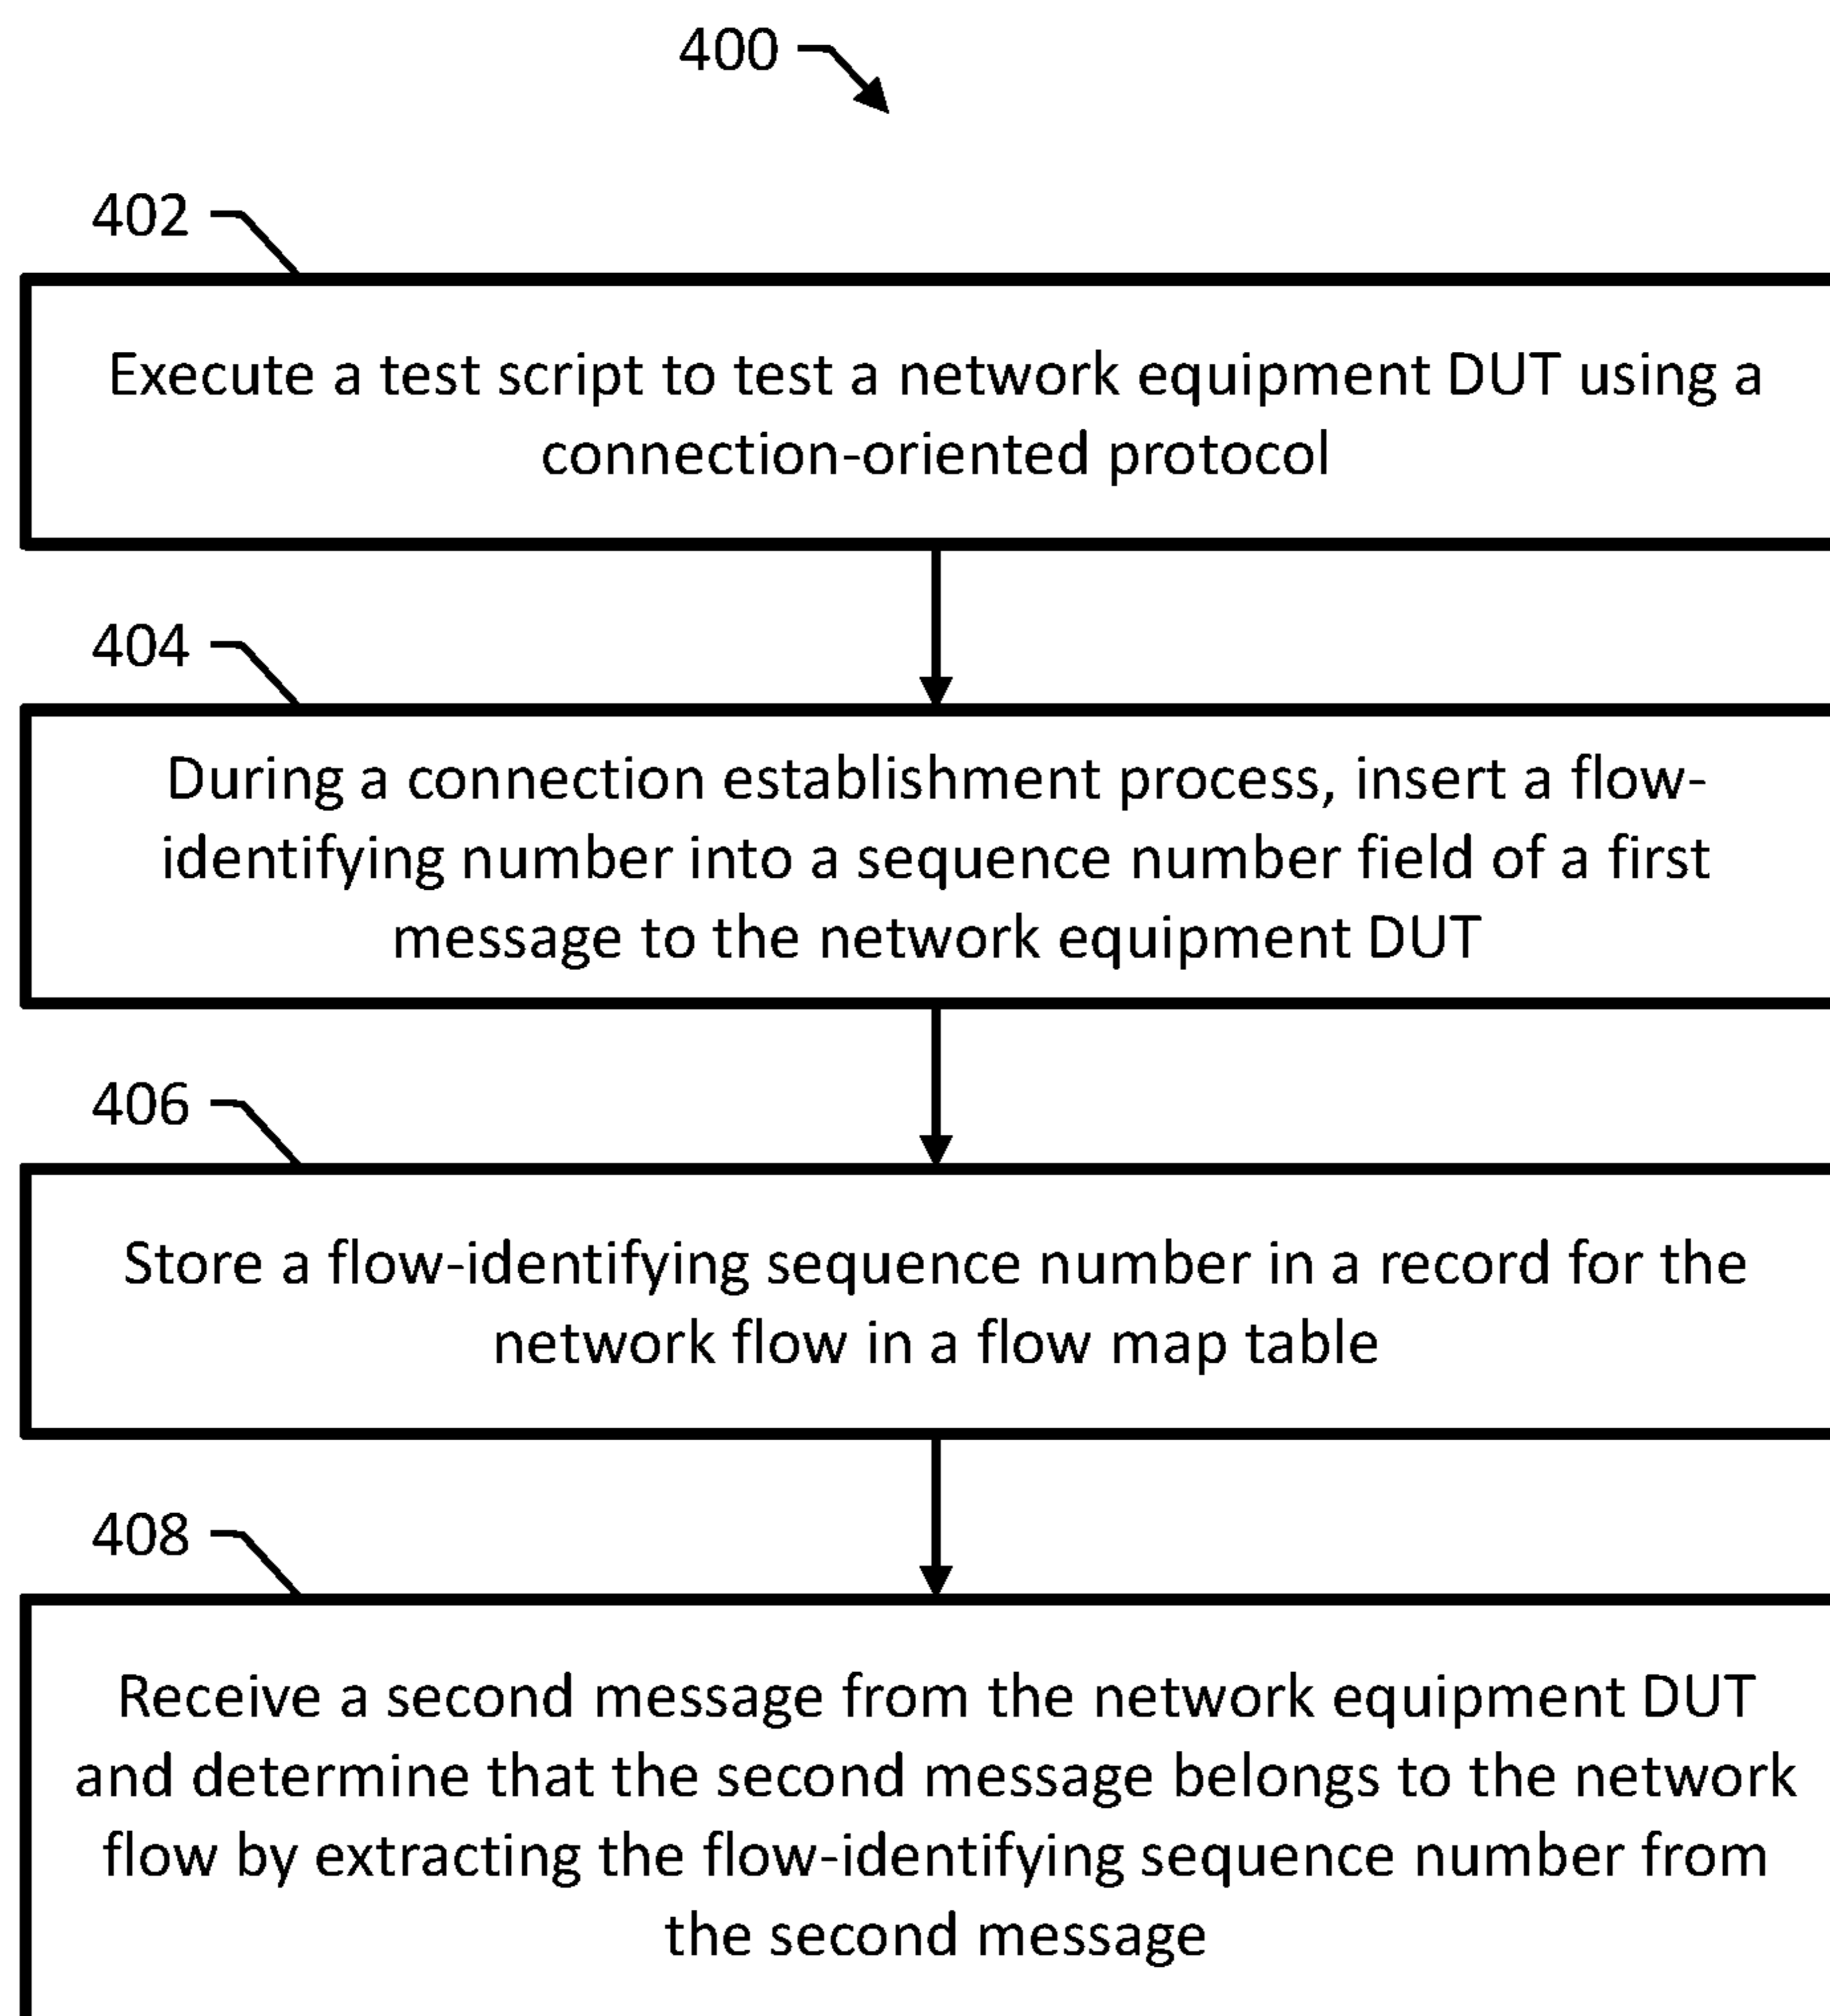 400
402
Execute a test script to test a network equipment DUT using a
connection-oriented protocol
404
During a connection establishment process, insert a flow-
identifying number into a sequence number field of a first
message to the network equipment DUT
406
Store a flow-identifying sequence number in a record for the
network flow in a flow map table
408
Receive a second message from the network equipment DUT
and determine that the second message belongs to the network
flow by extracting the flow-identifying sequence number from
the second message